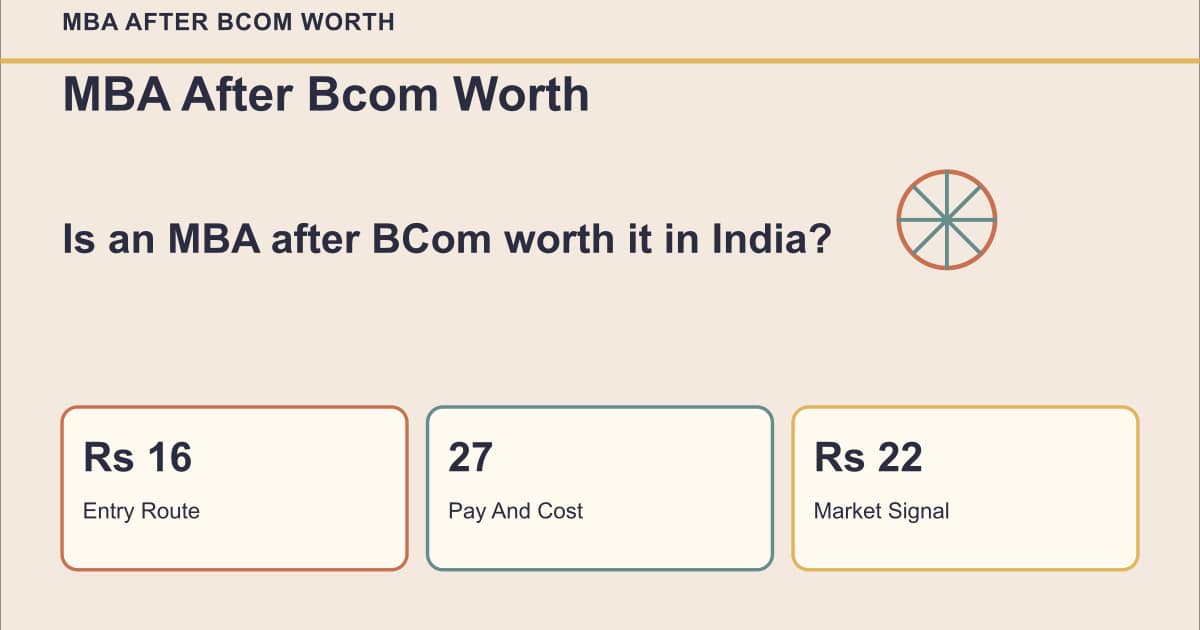 MBA AFTER BCOM WORTH
MBA After Bcom Worth
Is an MBA after BCom worth it in India?
Rs 16
Entry Route
27
Pay And Cost
Rs 22
Market Signal